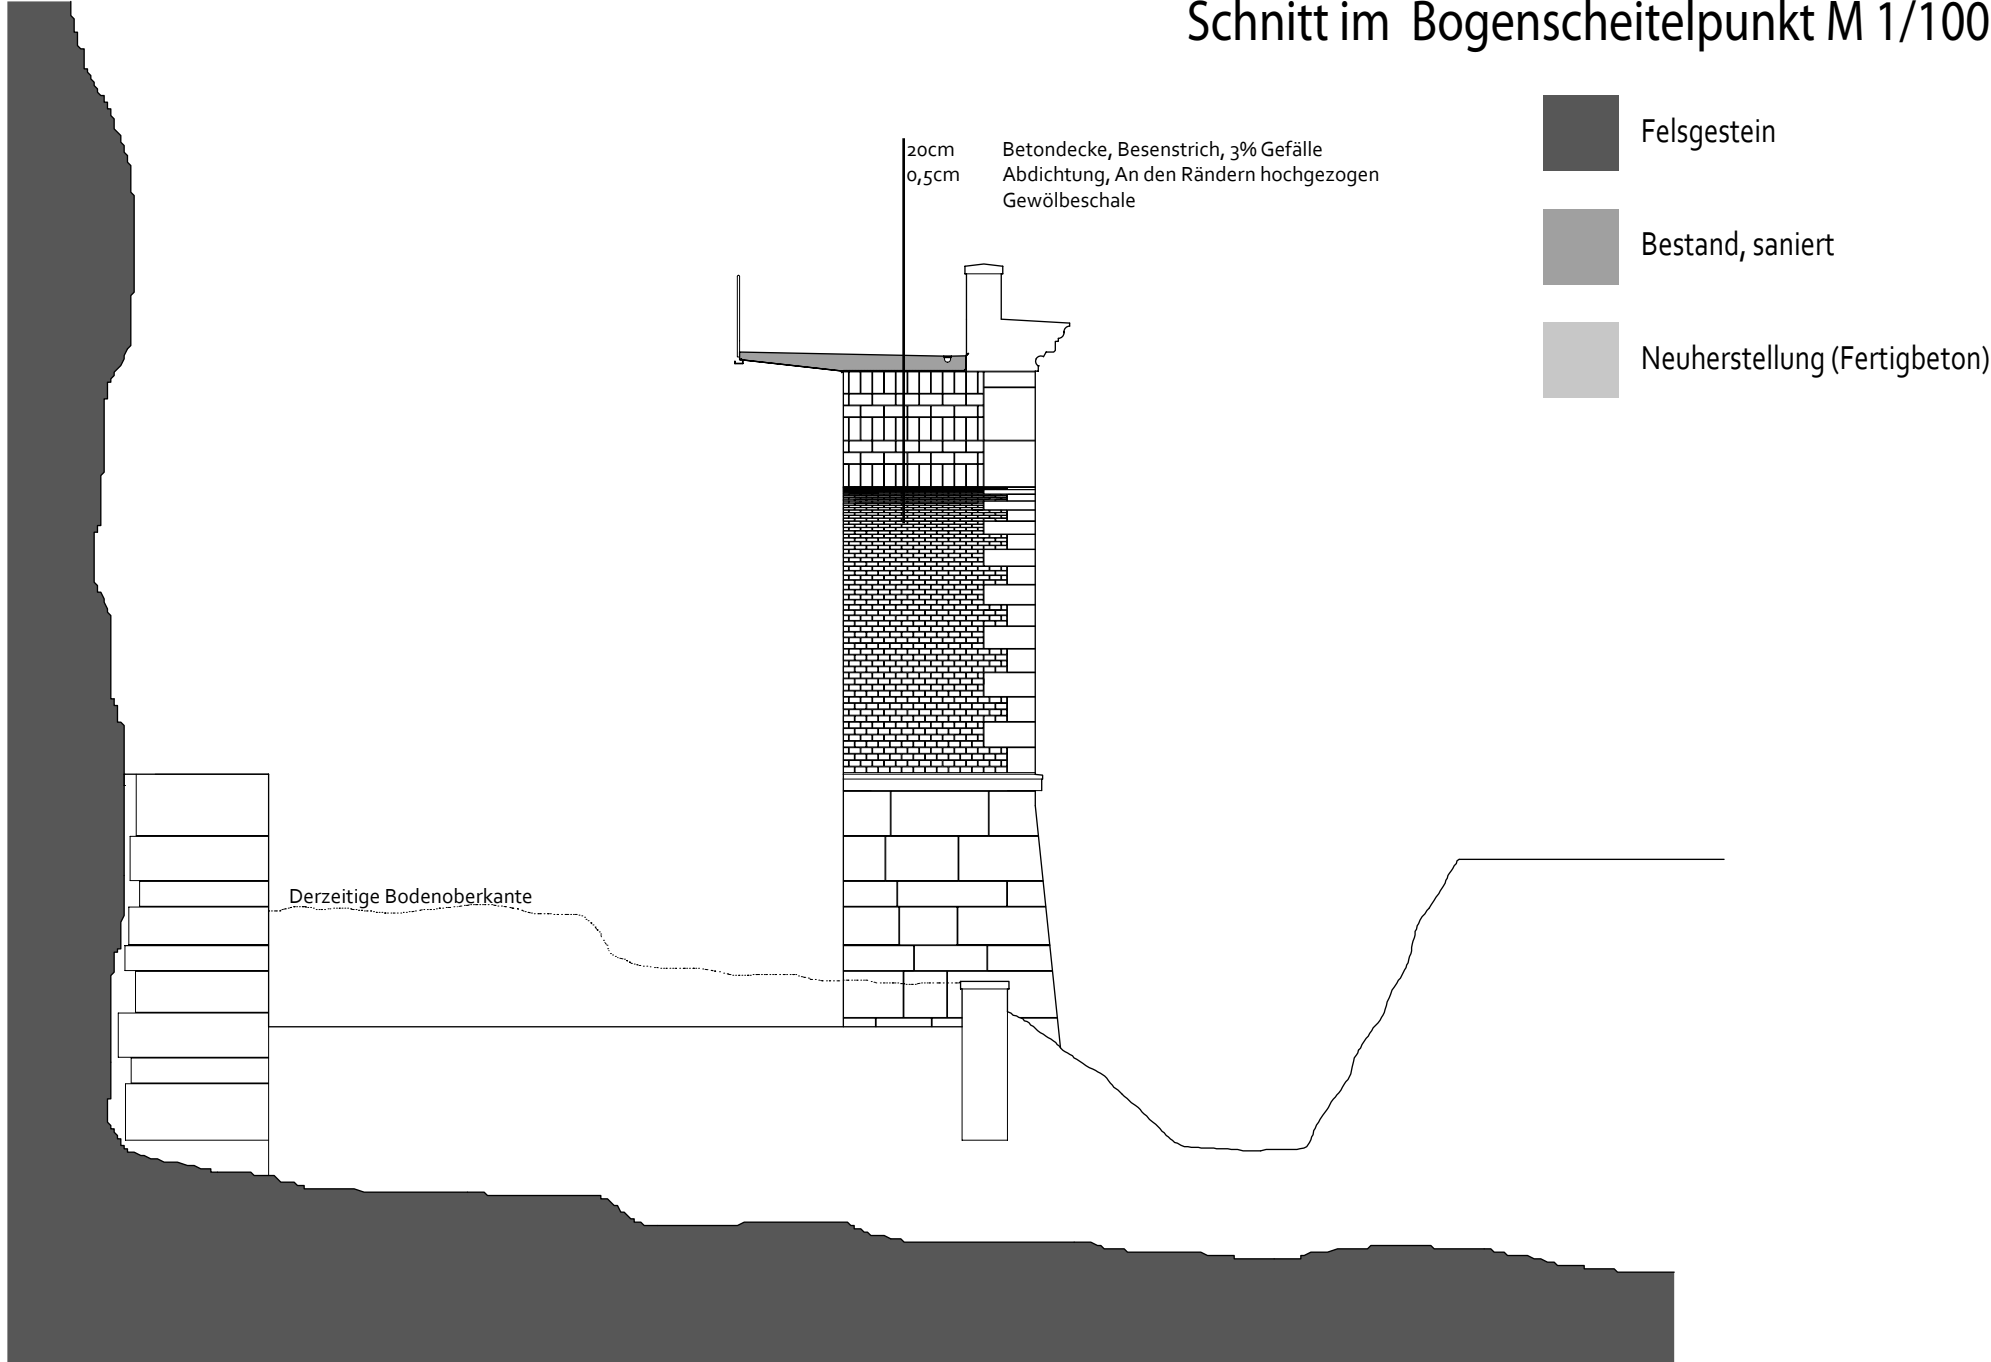 Schnitt im Bogenscheitelpunkt M 1/100
Felsgestein
20cm Betondecke, Besenstrich, 3% Gefälle
0,5cm Abdichtung, An den Rändern hochgezogen
Gewölbeschale
Bestand, saniert
Neuherstellung (Fertigbeton)
Derzeitige Bodenoberkante